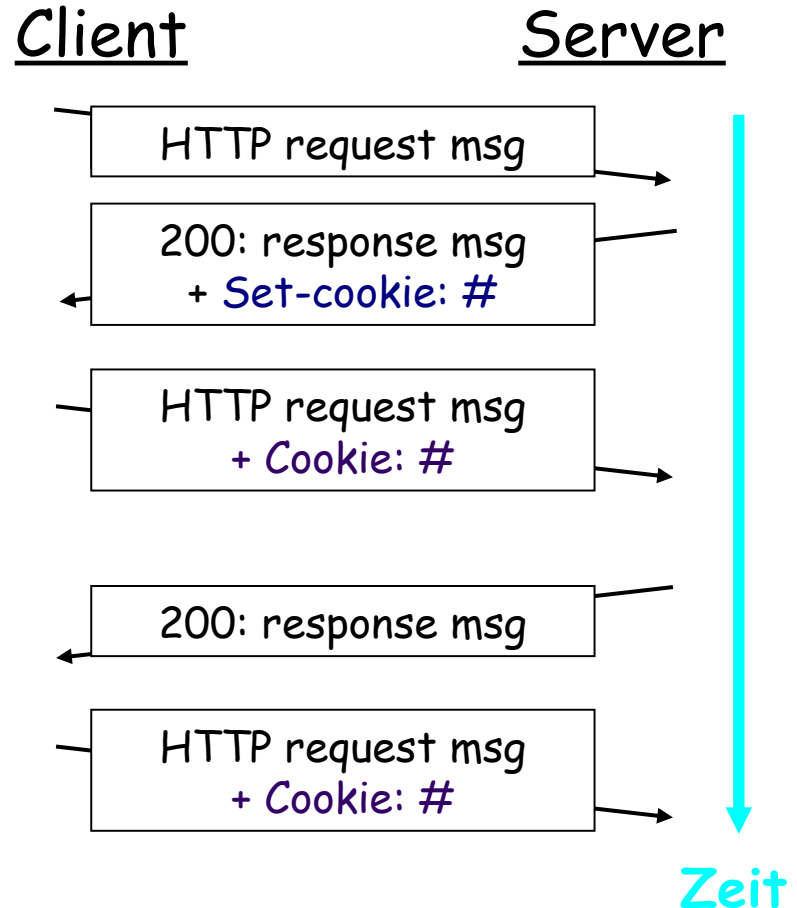 Client
Server
HTTP request msg
200: response msg
+ Set-cookie: #
HTTP request msg
+ Cookie: #
200: response msg
HTTP request msg
+ Cookie: #
Zeit